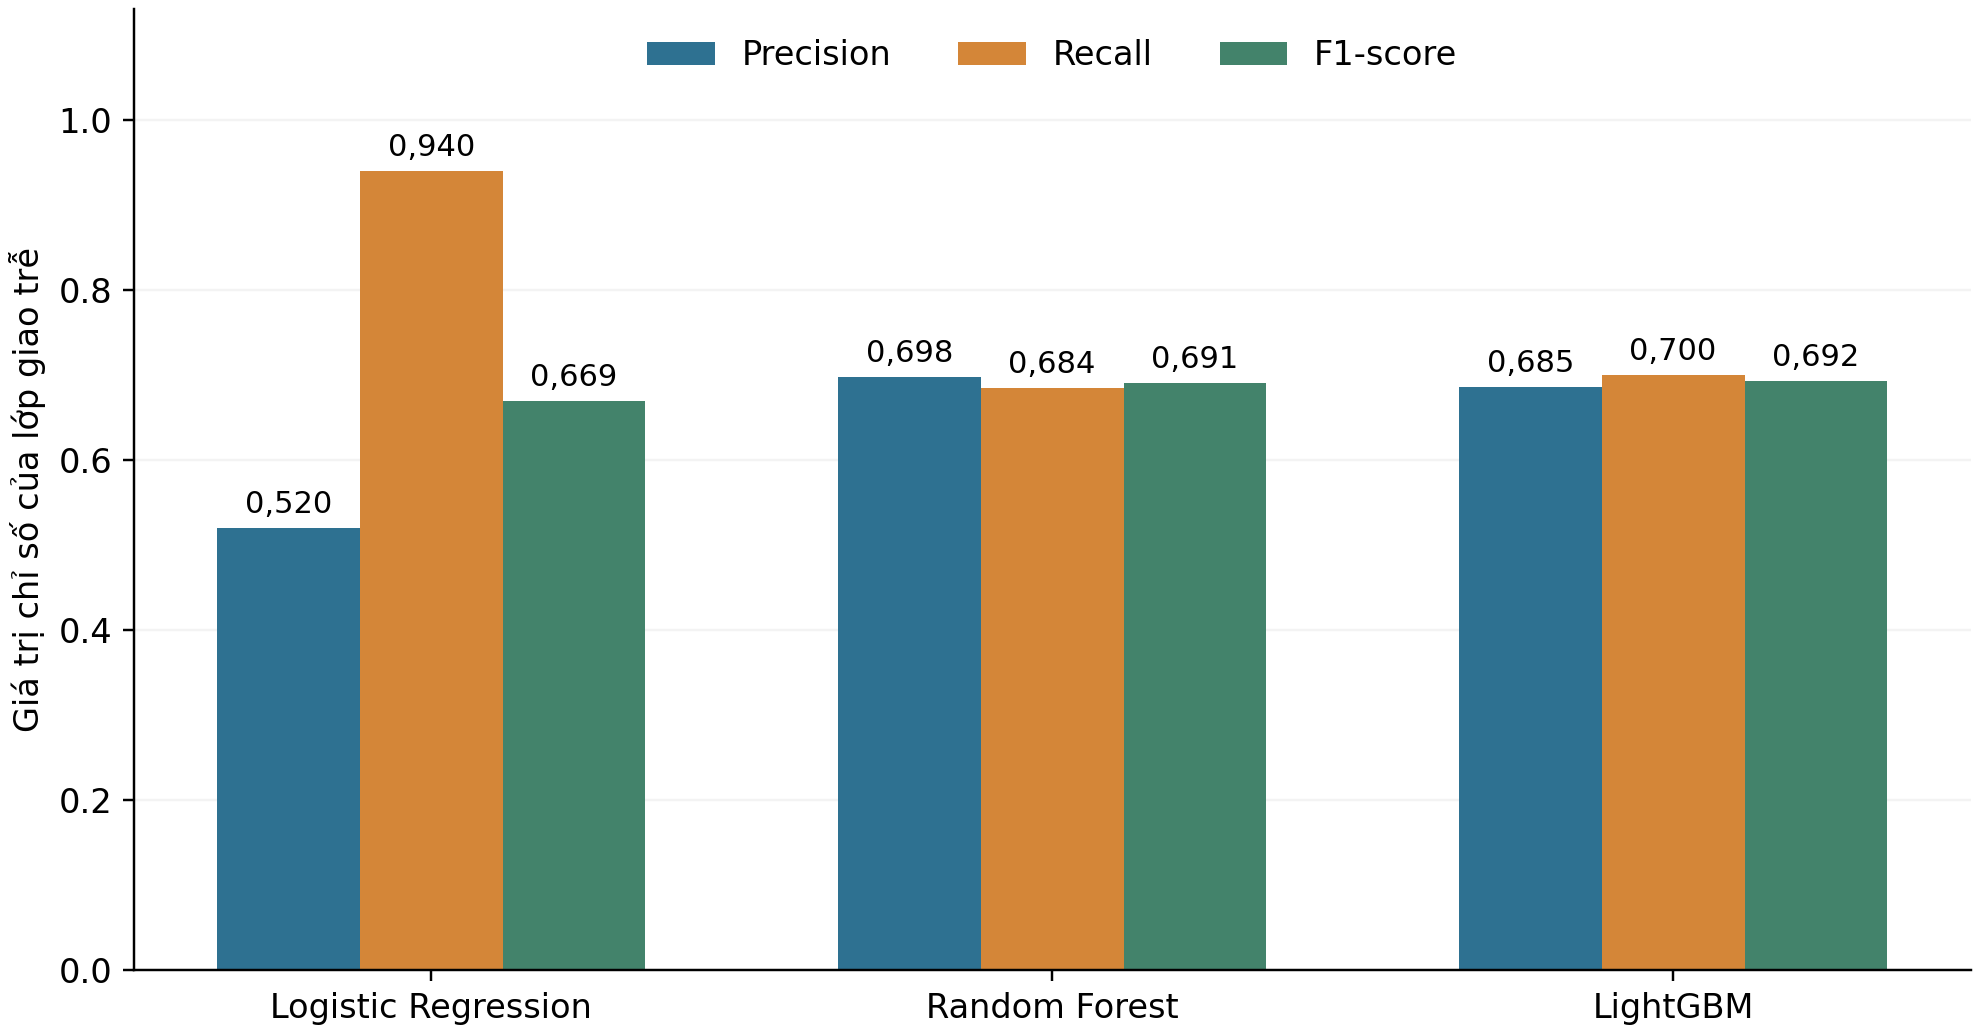 Precision Recall F1-score
Giá trị chỉ số của lớp giao trễ
1.0
0.8
0.6
0.4
0.2
0.0
0,520 0,940 0,669
0,698 0,684 0,691
0,685 0,700 0,692
Logistic Regression Random Forest LightGBM